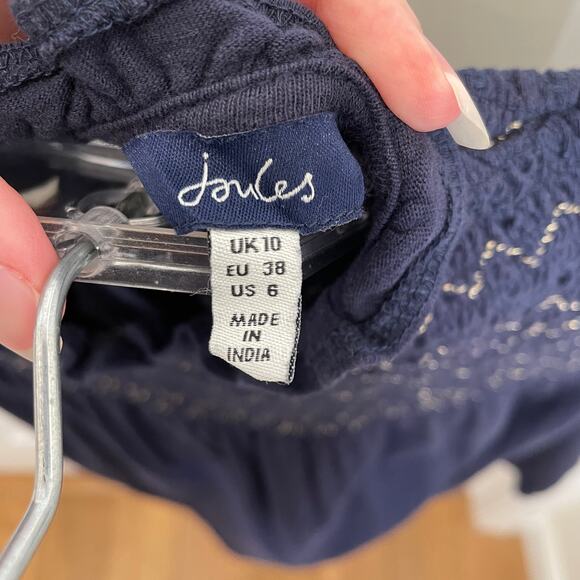 Joules
UK 10
EU 38
US 6
MADE
IN
INDIA